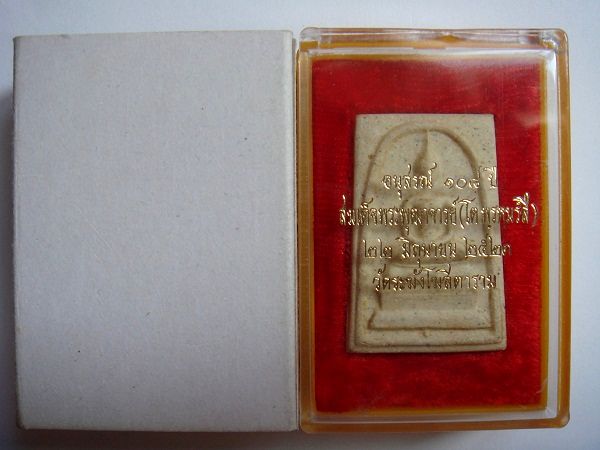 อนุสรณ์ ๑๐๘ ปี
สมเด็จพระพุฒาจารย์(โต พฺรหฺมรํสี)
๒๒ มิถุนายน ๒๕๒๓
วัดระฆังโฆสิตาราม